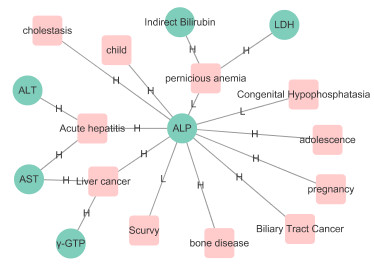 Indirect Bilirubin
LDH
cholestasis
child
H
H
pernicious anemia
H
H
ALT
L
Congenital Hypophosphatasia
H
L
Acute hepatitis
H
ALP
H
adolescence
H
H
H
AST
H
Liver cancer
L
H
H
pregnancy
H
γ-GTP
Scurvy
bone disease
Biliary Tract Cancer